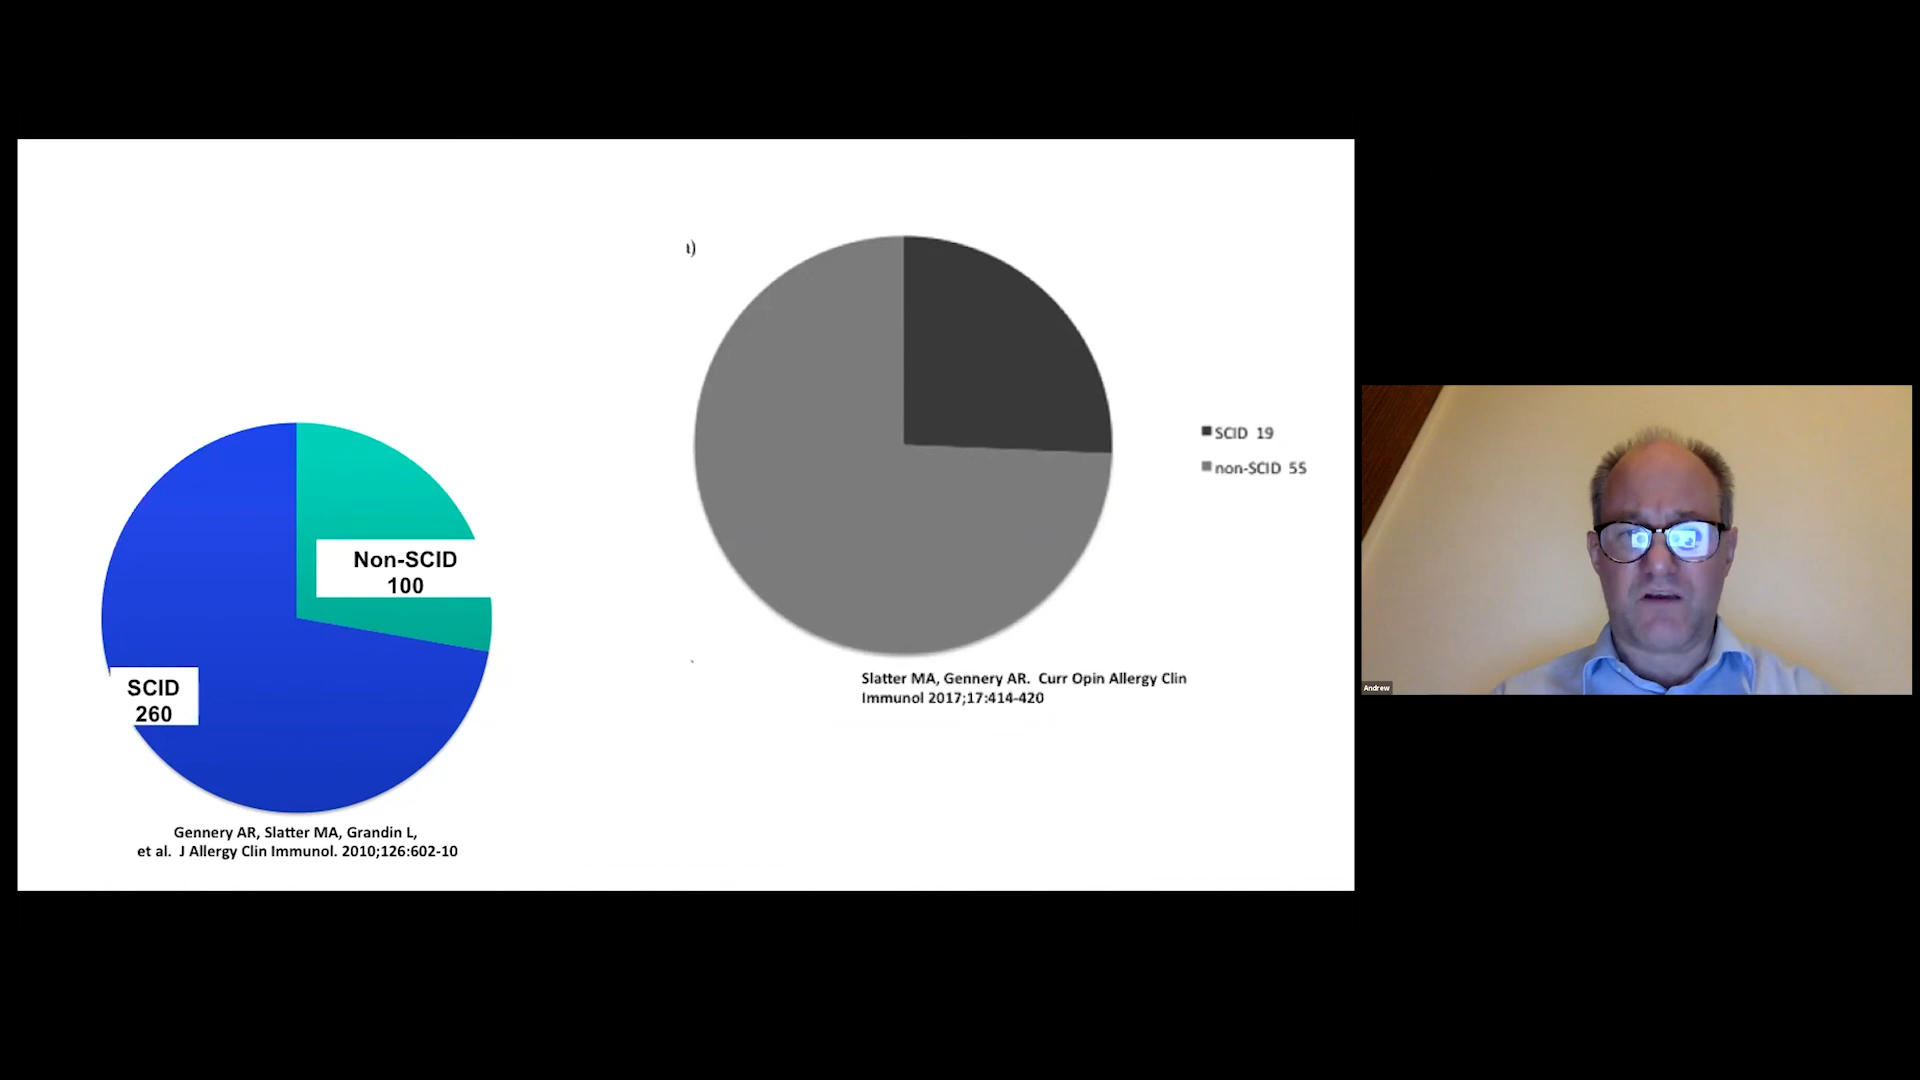 Non-SCID
100
SCID
260
Gennery AR, Slatter MA, Grandin L,
et al. J Allergy Clin Immunol. 2010;126:602-10
SCID 19
non-SCID 55
Slatter MA, Gennery AR. Curr Opin Allergy Clin
Immunol 2017;17:414-420
Andrew